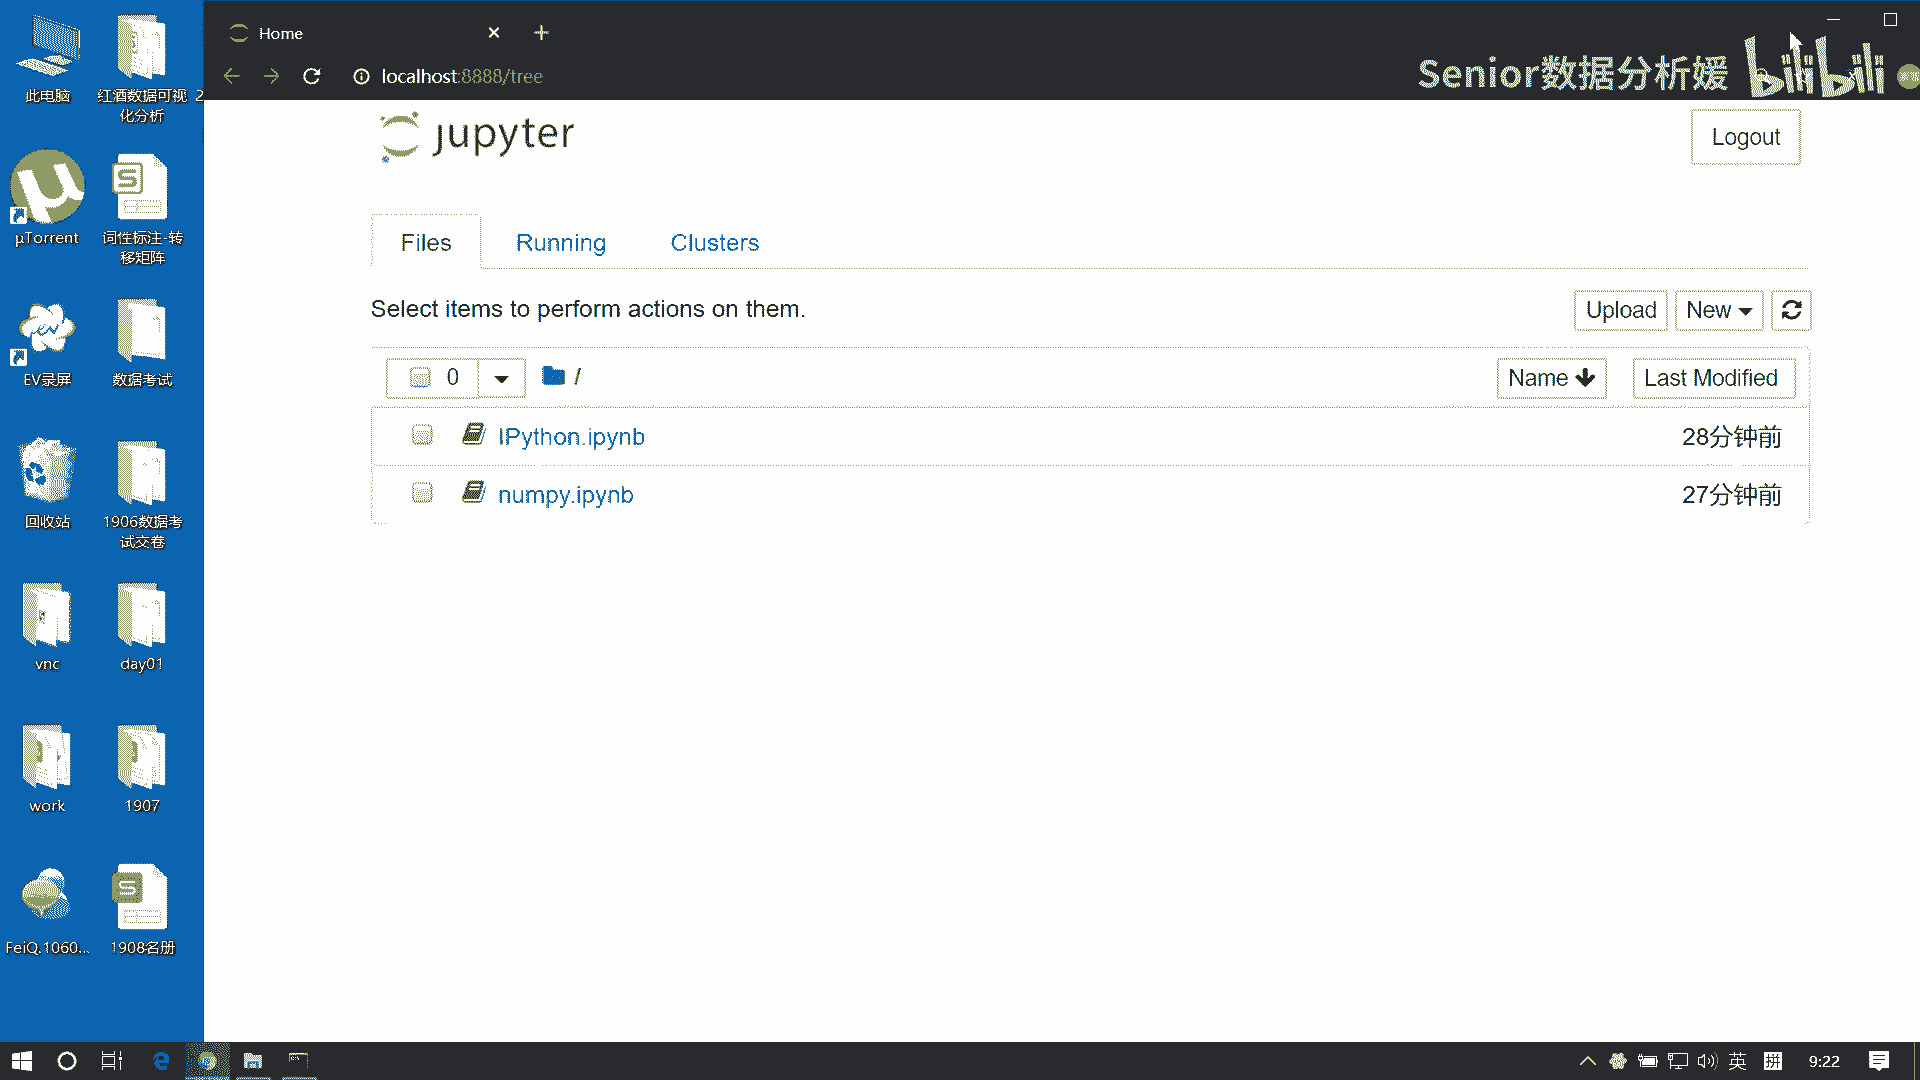 此电脑
红酒数据可视化分析
2
µTorrent
词性标注-转移矩阵
EV录屏
数据考试
回收站
1906数据考试交卷
vnc
day01
work
1907
FeiQ.1060...
1908名册
Home
localhost:8888/tree
Senior数据分析媛 bilibili
jupyter
Logout
Files Running Clusters
Select items to perform actions on them.
Upload New
0 / Name Last Modified
IPython.ipynb 28分钟前
numpy.ipynb 27分钟前
英 拼 9:22